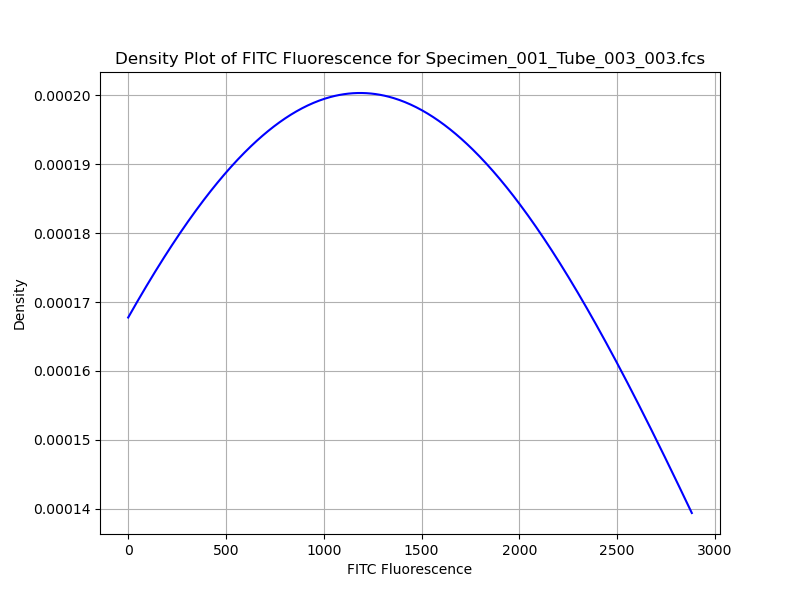 Density Plot of FITC Fluorescence for Specimen_001_Tube_003_003.fcs
0.00020
0.00019
0.00018
0.00017
0.00016
0.00015
0.00014
Density
0 500 1000 1500 2000 2500 3000
FITC Fluorescence